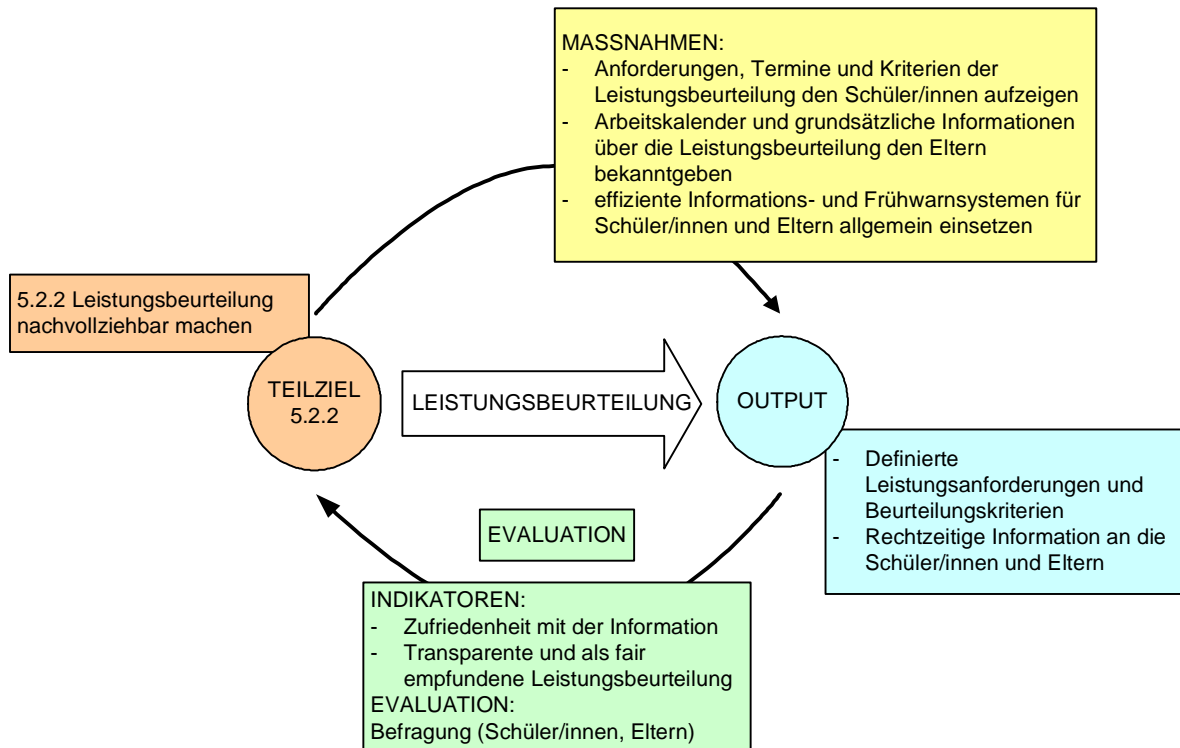 MASSNAHMEN:
- Anforderungen, Termine und Kriterien der
Leistungsbeurteilung den Schüler/innen aufzeigen
- Arbeitskalender und grundsätzliche Informationen
über die Leistungsbeurteilung den Eltern
bekanntgeben
- effiziente Informations- und Frühwarnsystemen für
Schüler/innen und Eltern allgemein einsetzen
5.2.2 Leistungsbeurteilung
nachvollziehbar machen
TEILZIEL
5.2.2
LEISTUNGSBEURTEILUNG
OUTPUT
- Definierte
Leistungsanforderungen und
Beurteilungskriterien
- Rechtzeitige Information an die
Schüler/innen und Eltern
EVALUATION
INDIKATOREN:
- Zufriedenheit mit der Information
- Transparente und als fair
empfundene Leistungsbeurteilung
EVALUATION:
Befragung (Schüler/innen, Eltern)